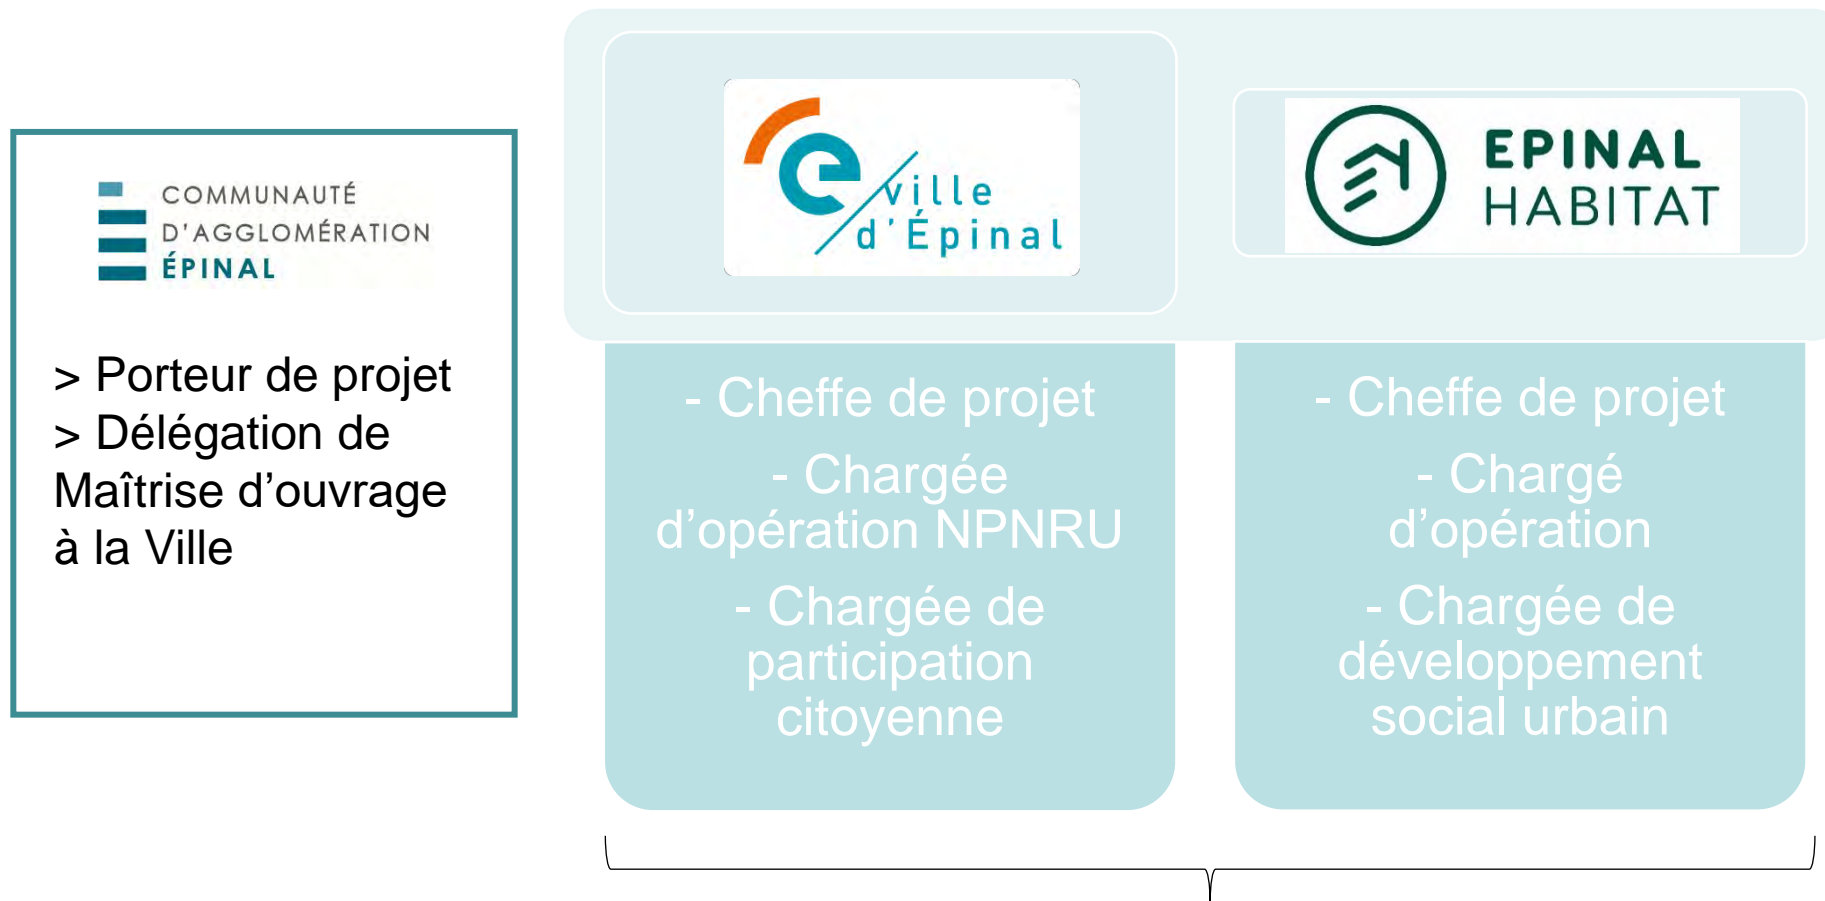 COMMUNAUTÉ
D'AGGLOMÉRATION
ÉPINAL
> Porteur de projet
> Délégation de
Maîtrise d’ouvrage
à la Ville
e
ville
d'Épinal
- Cheffe de projet
- Chargée
d’opération NPNRU
- Chargée de
participation
citoyenne
EPINAL
HABITAT
- Cheffe de projet
- Chargé
d’opération
- Chargée de
développement
social urbain